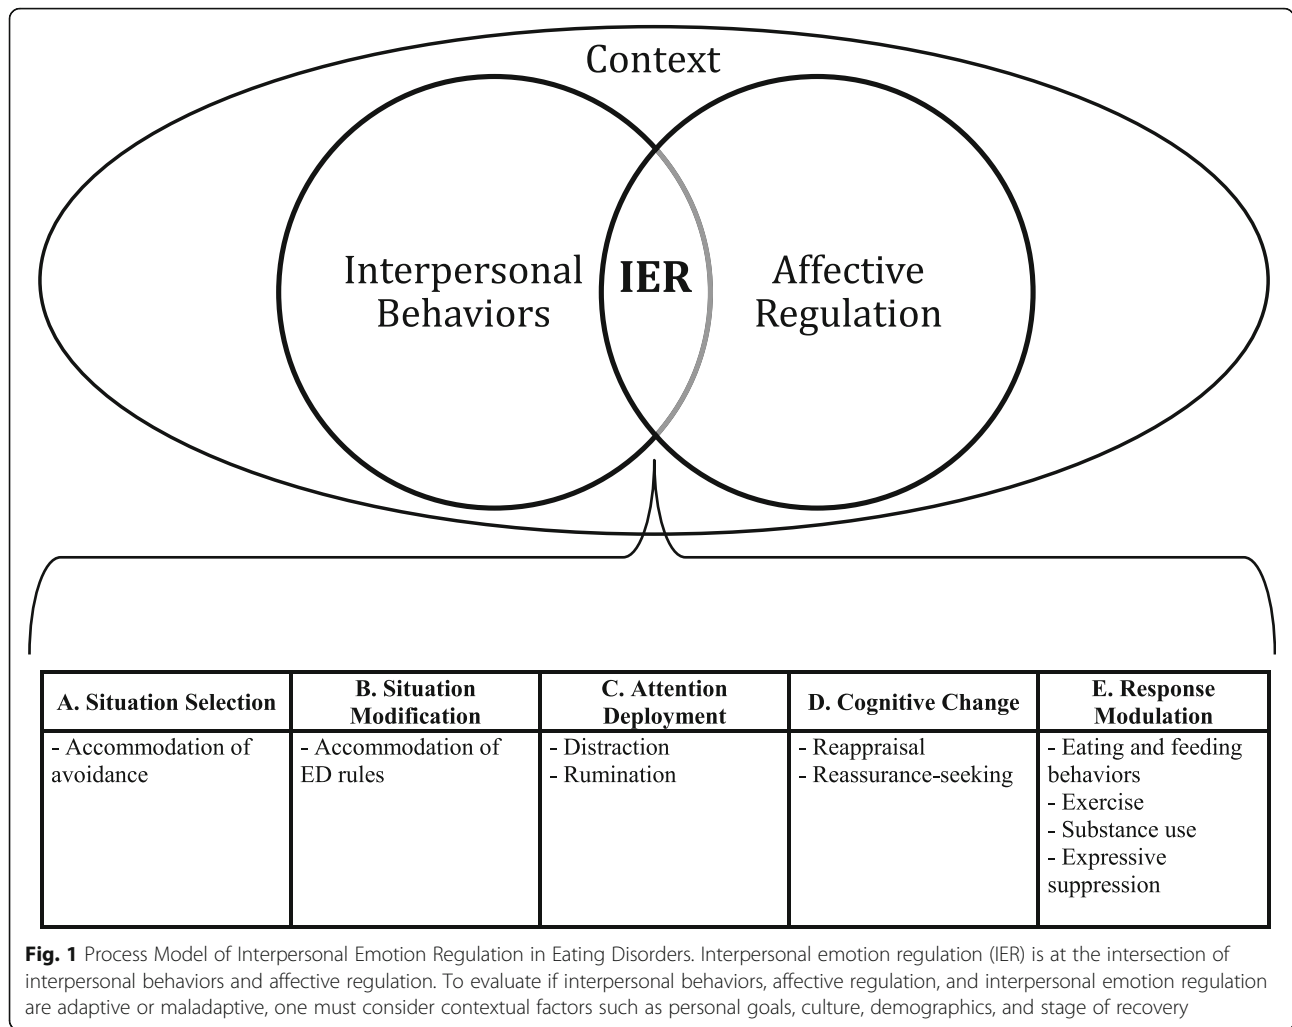 Context
Interpersonal
Behaviors
IER
Affective
Regulation
A. Situation Selection
B. Situation
Modification
C. Attention
Deployment
D. Cognitive Change
E. Response
Modulation
- Accommodation of
avoidance
- Accommodation of
ED rules
- Distraction
- Rumination
- Reappraisal
- Reassurance-seeking
- Eating and feeding
behaviors
- Exercise
- Substance use
- Expressive
suppression
Fig. 1 Process Model of Interpersonal Emotion Regulation in Eating Disorders. Interpersonal emotion regulation (IER) is at the intersection of
interpersonal behaviors and affective regulation. To evaluate if interpersonal behaviors, affective regulation, and interpersonal emotion regulation
are adaptive or maladaptive, one must consider contextual factors such as personal goals, culture, demographics, and stage of recovery